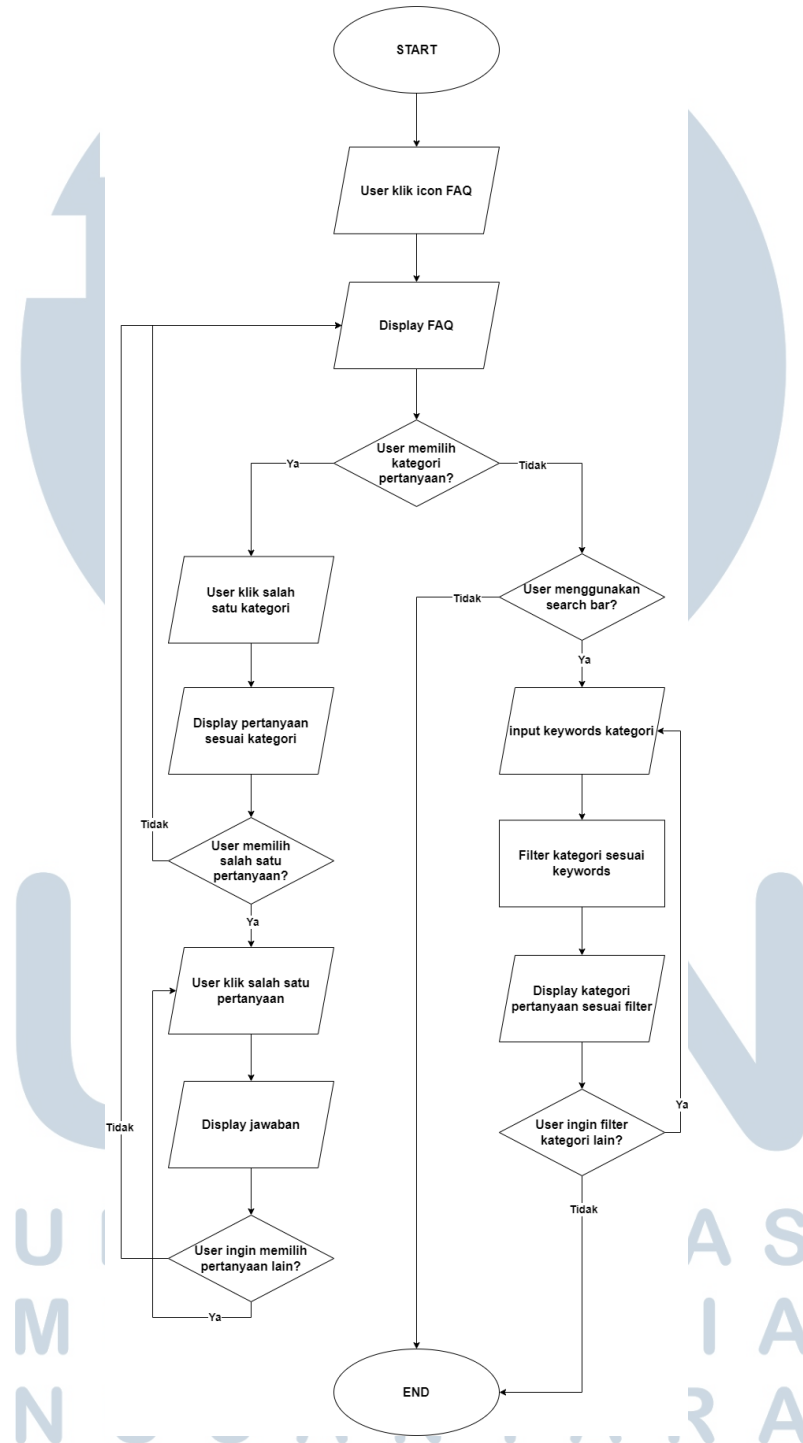 START
User klik icon FAQ
Display FAQ
User memilih
kategori
pertanyaan?
Ya
Tidak
User klik salah
satu kategori
User menggunakan
search bar?
Tidak
Ya
Display pertanyaan
sesuai kategori
input keywords kategori
Tidak
User memilih
salah satu
pertanyaan?
Filter kategori sesuai
keywords
Ya
User klik salah satu
pertanyaan
Display kategori
pertanyaan sesuai filter
Display jawaban
Tidak
User ingin filter
kategori lain?
Ya
Tidak
User ingin memilih
pertanyaan lain?
Ya
END